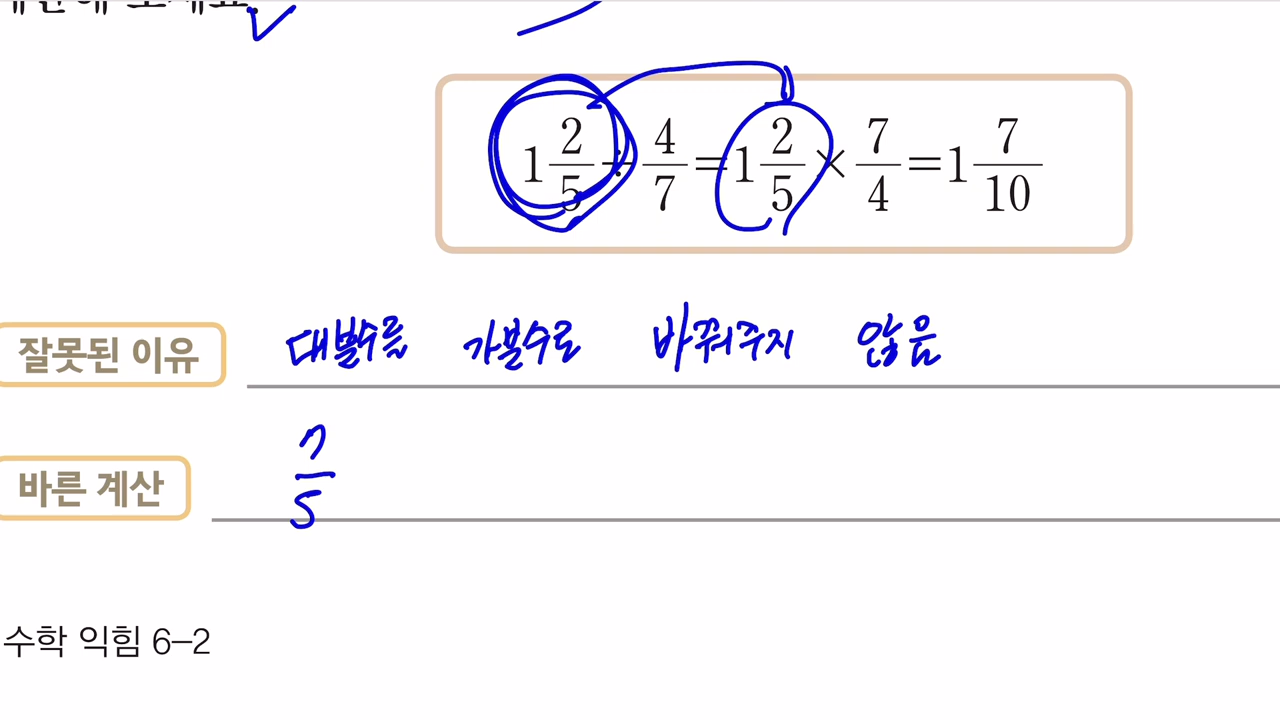 1 2/5 ÷ 4/7 = 1 2/5 × 7/4 = 1 7/10
잘못된 이유 대분수를 가분수로 바꿔주지 않음
바른 계산 7/5
수학 익힘 6–2